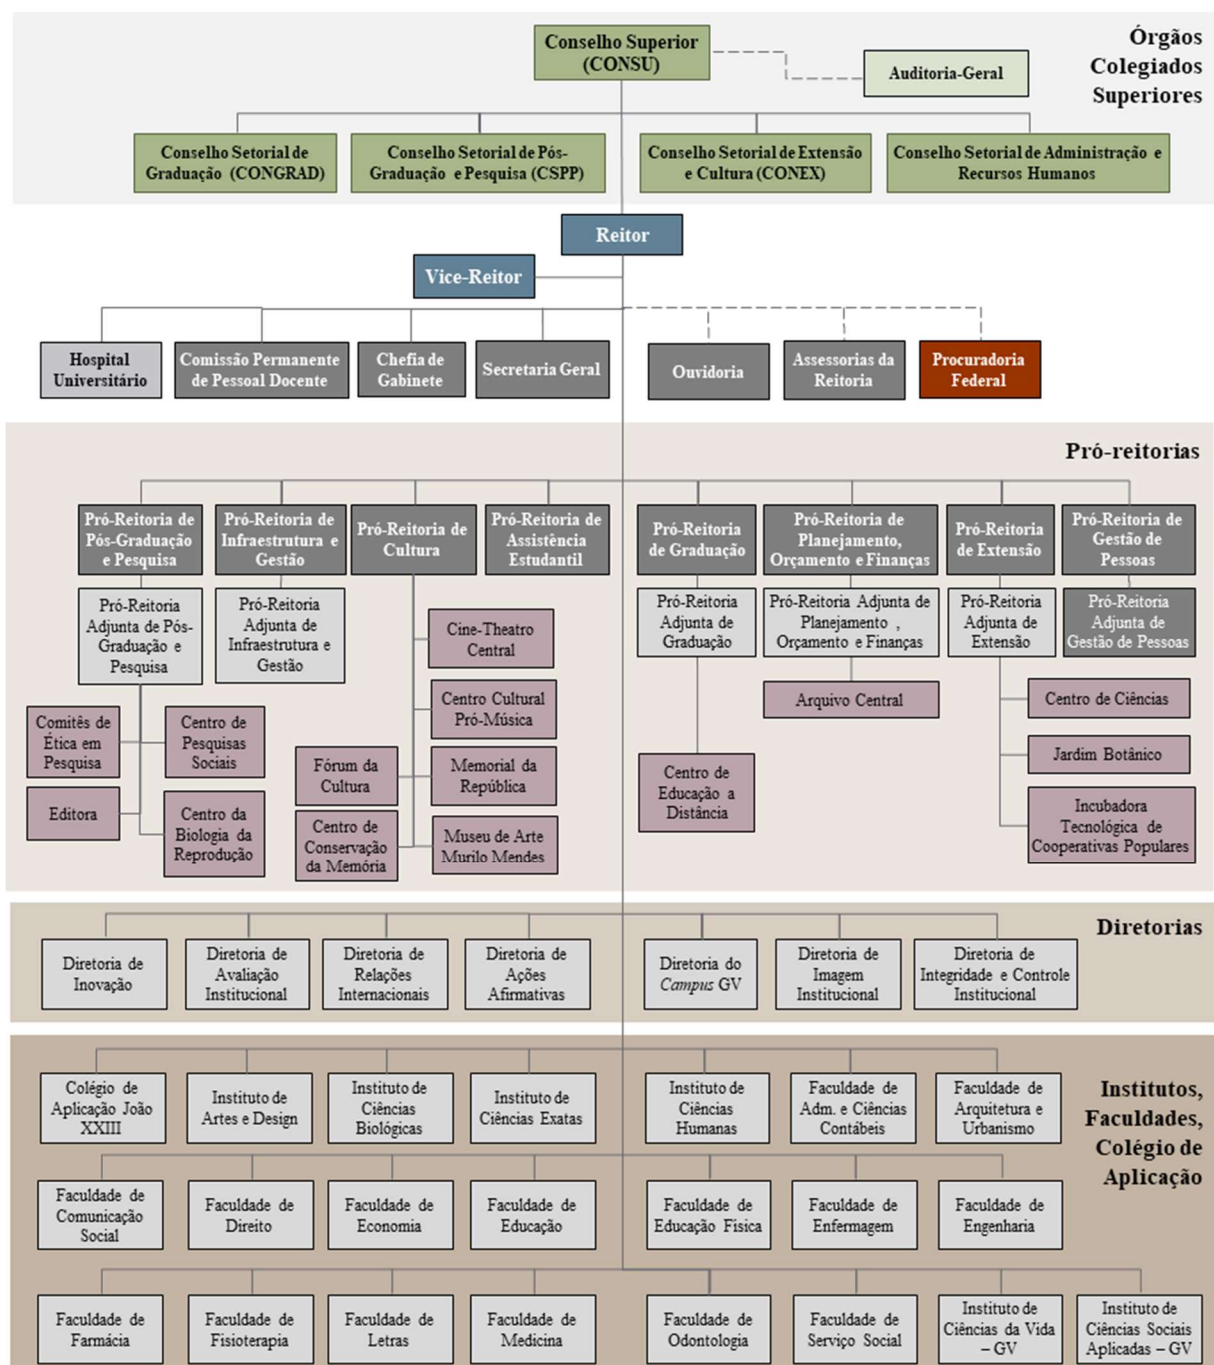 Órgãos
Colegiados
Superiores
Conselho Superior
(CONSU)
Auditoria-Geral
Conselho Setorial de
Graduação (CONGRAD)
Conselho Setorial de Pós-
Graduação e Pesquisa (CSPP)
Conselho Setorial de Extensão
e Cultura (CONEX)
Conselho Setorial de Administração e
Recursos Humanos
Reitor
Vice-Reitor
Hospital
Universitário
Comissão Permanente
de Pessoal Docente
Chefia de
Gabinete
Secretaria Geral
Ouvidoria
Assessorias da
Reitoria
Procuradoria
Federal
Pró-reitorias
Pró-Reitoria de
Pós-Graduação
e Pesquisa
Pró-Reitoria de
Infraestrutura e
Gestão
Pró-Reitoria de
Cultura
Pró-Reitoria de
Assistência
Estudantil
Pró-Reitoria
de Graduação
Pró-Reitoria de
Planejamento,
Orçamento e Finanças
Pró-Reitoria
de Extensão
Pró-Reitoria de
Gestão de
Pessoas
Pró-Reitoria
Adjunta de Pós-
Graduação e
Pesquisa
Pró-Reitoria
Adjunta de
Infraestrutura e
Gestão
Pró-Reitoria
Adjunta de
Graduação
Pró-Reitoria Adjunta de
Planejamento ,
Orçamento e Finanças
Pró-Reitoria
Adjunta de
Extensão
Pró-Reitoria
Adjunta de
Gestão de Pessoas
Comitês de
Ética em
Pesquisa
Centro de
Pesquisas
Sociais
Editora
Centro da
Biologia da
Reprodução
Cine-Theatro
Central
Centro Cultural
Pró-Música
Fórum da
Cultura
Memorial da
República
Centro de
Conservação
da Memória
Museu de Arte
Murilo Mendes
Centro de
Educação a
Distância
Arquivo Central
Centro de Ciências
Jardim Botânico
Incubadora
Tecnológica de
Cooperativas Populares
Diretorias
Diretoria de
Inovação
Diretoria de
Avaliação
Institucional
Diretoria de
Relações
Internacionais
Diretoria de
Ações
Afirmativas
Diretoria do
Campus GV
Diretoria de
Imagem
Institucional
Diretoria de
Integridade e Controle
Institucional
Institutos,
Faculdades,
Colégio de
Aplicação
Colégio de
Aplicação João
XXIII
Instituto de
Artes e Design
Instituto de
Ciências
Biológicas
Instituto de
Ciências Exatas
Instituto de
Ciências
Humanas
Faculdade de
Adm. e Ciências
Contábeis
Faculdade de
Arquitetura e
Urbanismo
Faculdade de
Comunicação
Social
Faculdade de
Direito
Faculdade de
Economia
Faculdade de
Educação
Faculdade de
Educação Física
Faculdade de
Enfermagem
Faculdade de
Engenharia
Faculdade de
Farmácia
Faculdade de
Fisioterapia
Faculdade de
Letras
Faculdade de
Medicina
Faculdade de
Odontologia
Faculdade de
Serviço Social
Instituto de
Ciências da Vida
– GV
Instituto de
Ciências Sociais
Aplicadas – GV